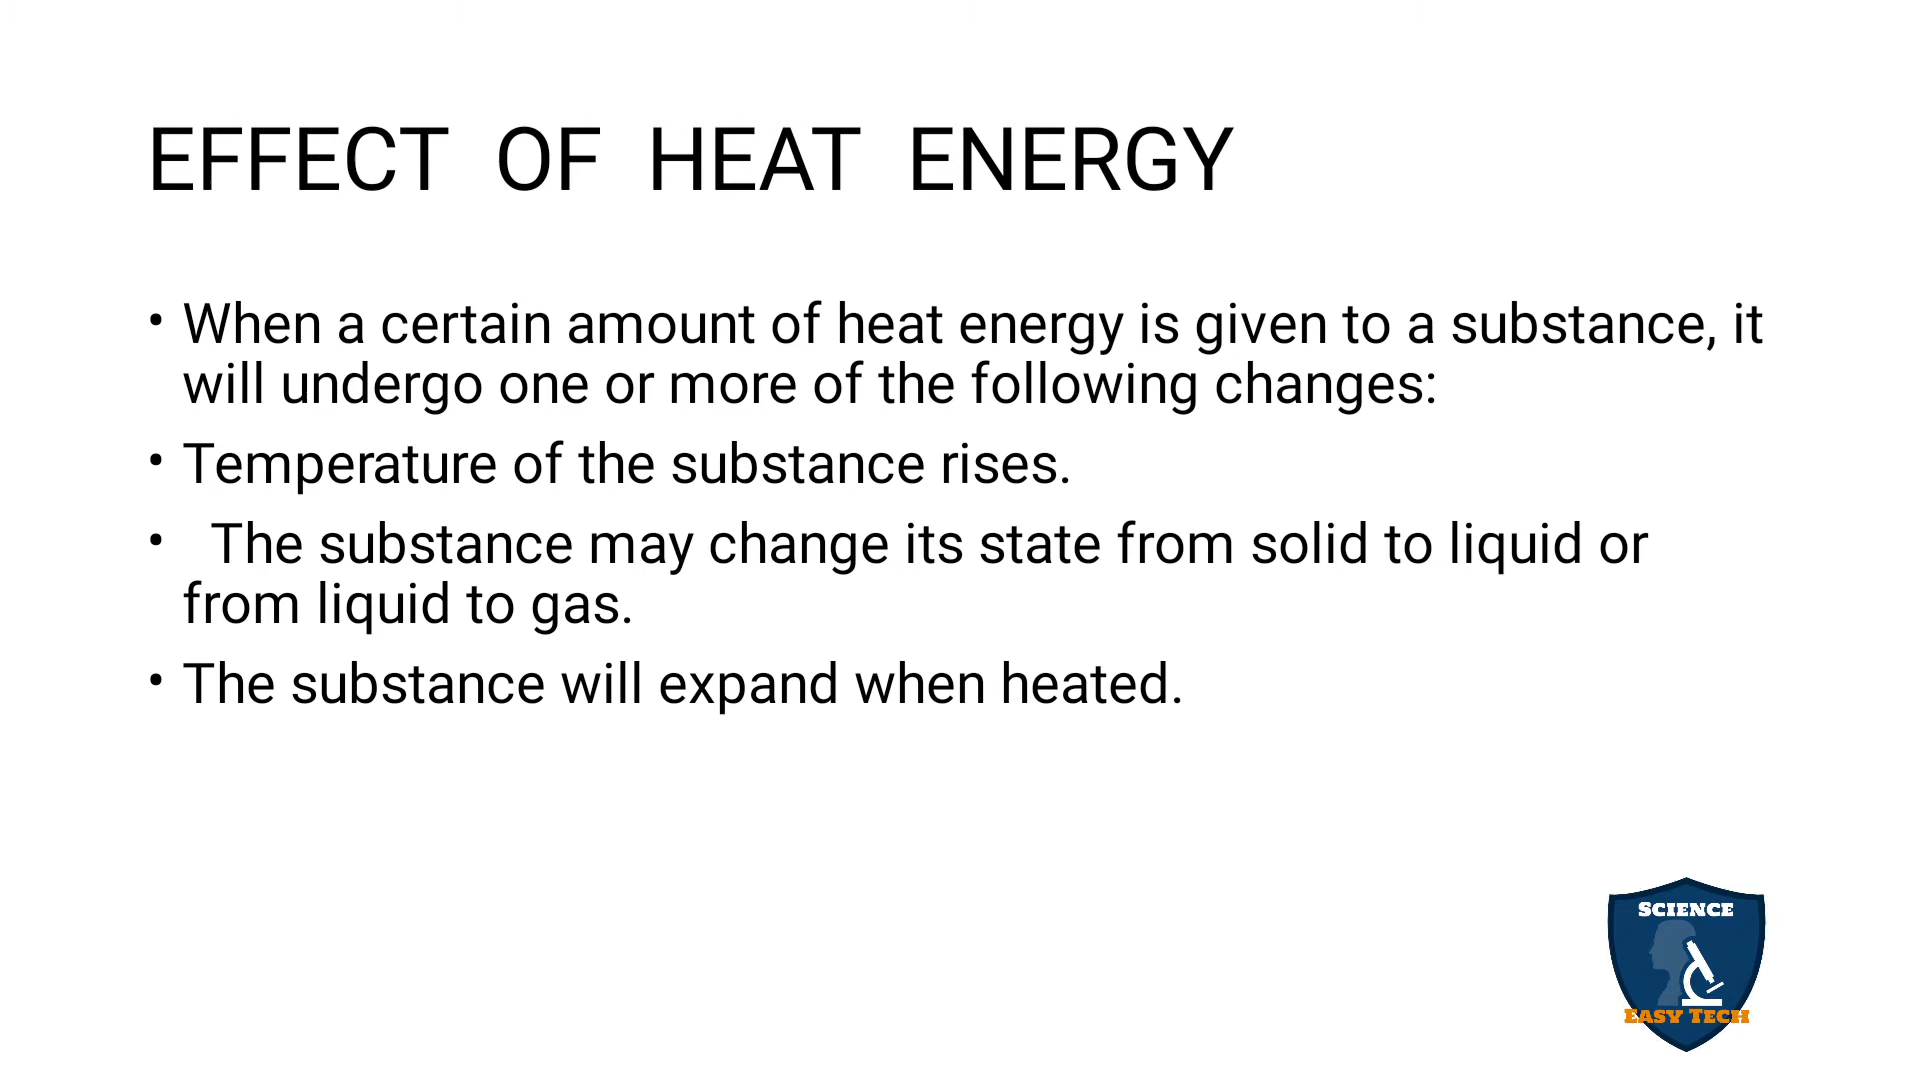 EFFECT OF HEAT ENERGY
• When a certain amount of heat energy is given to a substance, it
will undergo one or more of the following changes:
• Temperature of the substance rises.
• The substance may change its state from solid to liquid or
from liquid to gas.
• The substance will expand when heated.
SCIENCE
EASY TECH